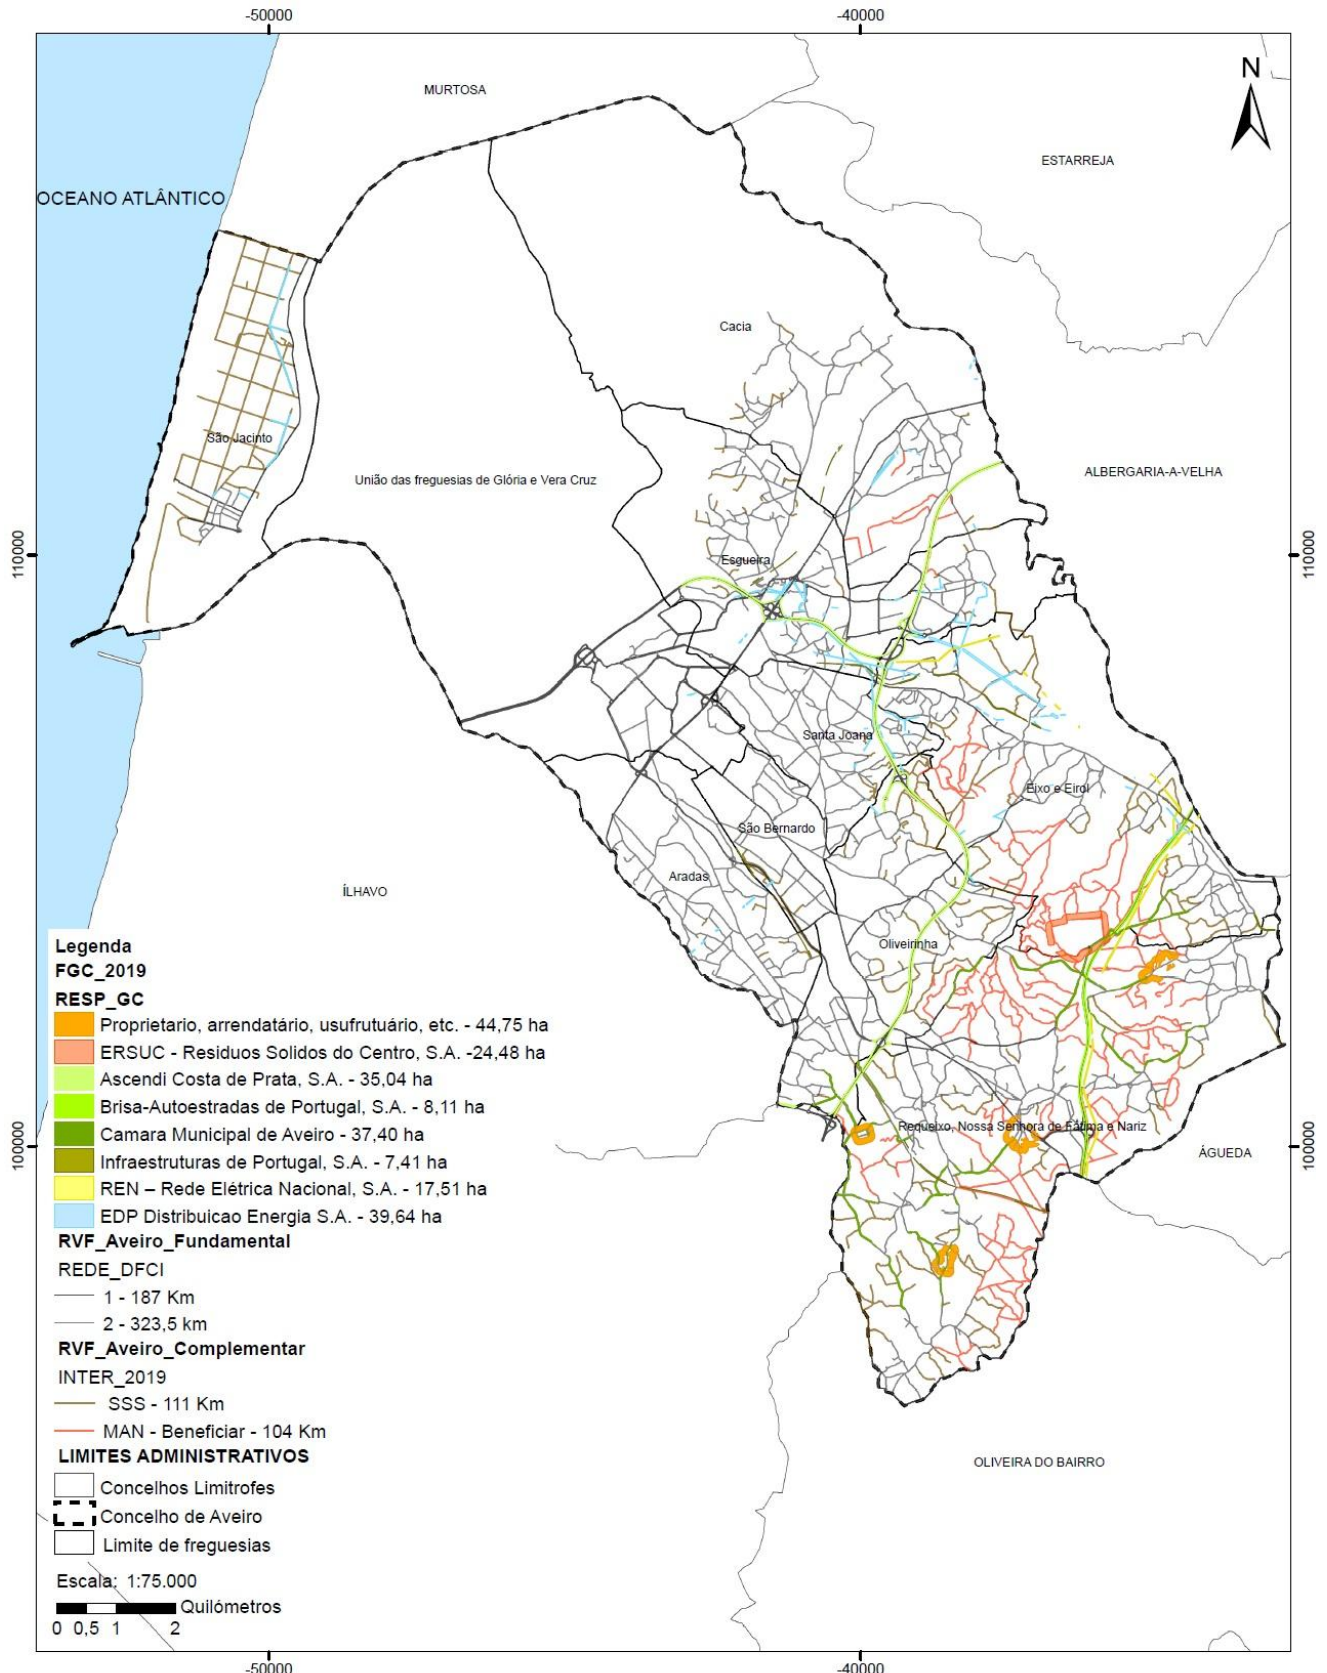 -50000
-40000
MURTOSA
N
ESTARREJA
OCEANO ATLÂNTICO
Cacia
São Jacinto
ALBERGARIA-A-VELHA
União das freguesias de Glória e Vera Cruz
110000
110000
Esgueira
Santa Joana
Eixo e Eirol
São Bernardo
Aradas
ÍLHAVO
Oliveirinha
Legenda
FGC_2019
RESP_GC
Proprietario, arrendatário, usufrutuário, etc. - 44,75 ha
ERSUC - Residuos Solidos do Centro, S.A. -24,48 ha
Ascendi Costa de Prata, S.A. - 35,04 ha
Brisa-Autoestradas de Portugal, S.A. - 8,11 ha
Camara Municipal de Aveiro - 37,40 ha
Infraestruturas de Portugal, S.A. - 7,41 ha
REN – Rede Elétrica Nacional, S.A. - 17,51 ha
EDP Distribuicao Energia S.A. - 39,64 ha
Requeixo, Nossa Senhora de Fátima e Nariz
100000
100000
ÁGUEDA
RVF_Aveiro_Fundamental
REDE_DFCI
1 - 187 Km
2 - 323,5 km
RVF_Aveiro_Complementar
INTER_2019
SSS - 111 Km
MAN - Beneficiar - 104 Km
LIMITES ADMINISTRATIVOS
OLIVEIRA DO BAIRRO
Concelhos Limitrofes
Concelho de Aveiro
Limite de freguesias
Escala: 1:75.000
Quilómetros
0 0,5 1 2
-50000
-40000